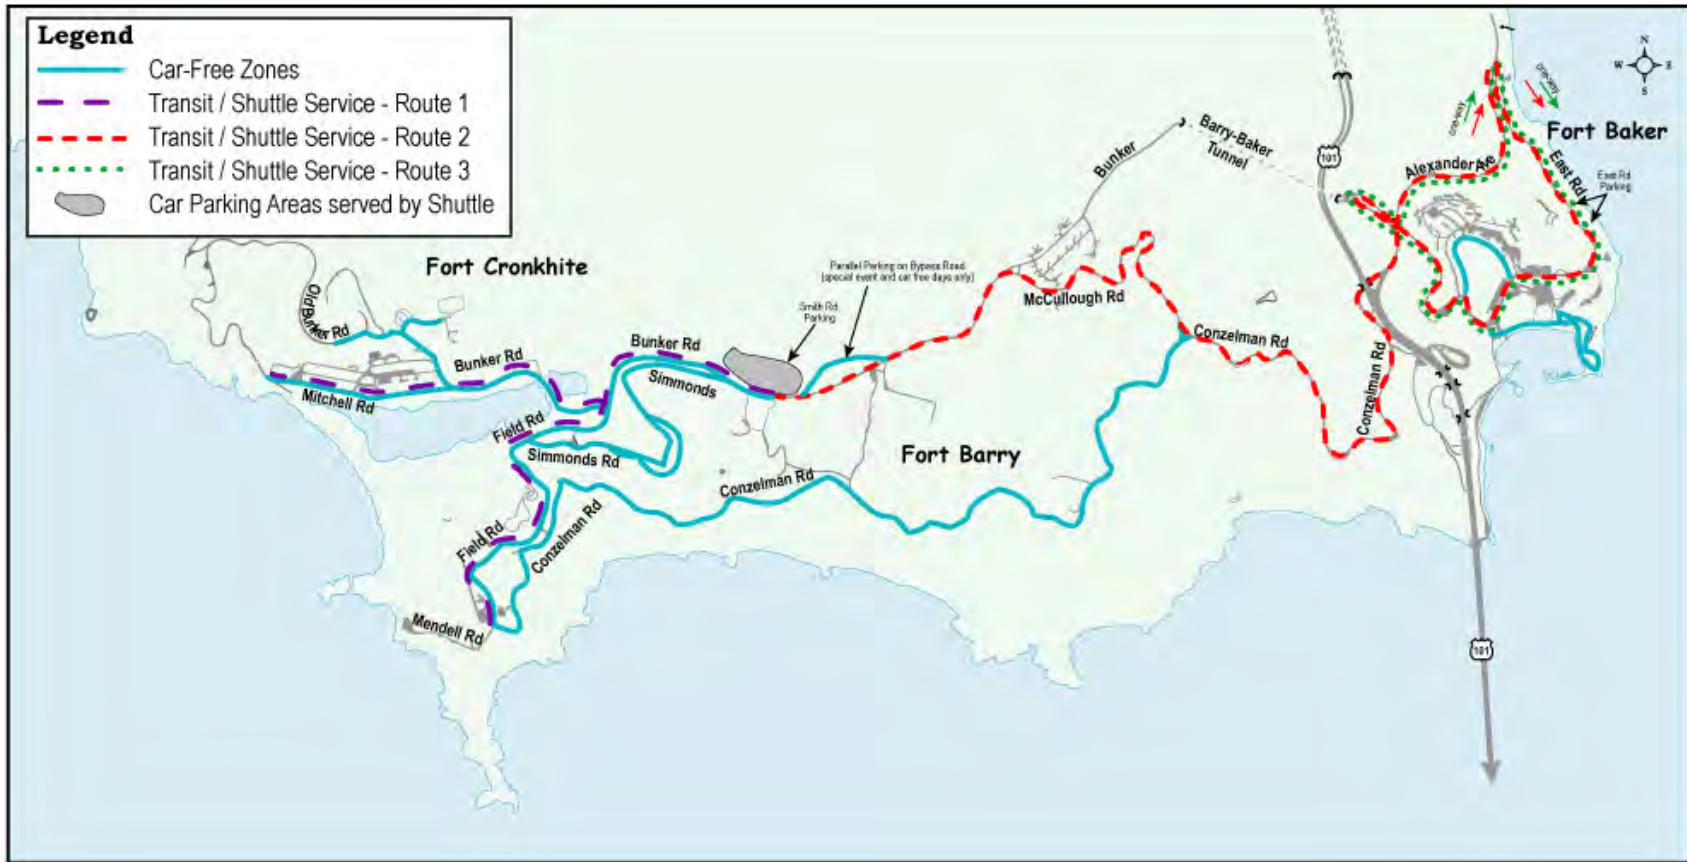 Legend
Car-Free Zones
Transit / Shuttle Service - Route 1
Transit / Shuttle Service - Route 2
Transit / Shuttle Service - Route 3
Car Parking Areas served by Shuttle
N
W
E
S
one-way
one-way
Fort Baker
101
Barry-Baker
Tunnel
Bunker
Alexander Ave
East Rd
East Rd
Parking
Fort Cronkhite
Parallel Parking on Bypass Road
(special event and car free days only)
McCullough Rd
Smith Rd
Parking
Old Bunker Rd
Bunker Rd
Bunker Rd
Conzelman Rd
Simmonds
Mitchell Rd
Conzelman Rd
Field Rd
Simmonds Rd
Fort Barry
Conzelman Rd
Field Rd
Conzelman Rd
Mendell Rd
101